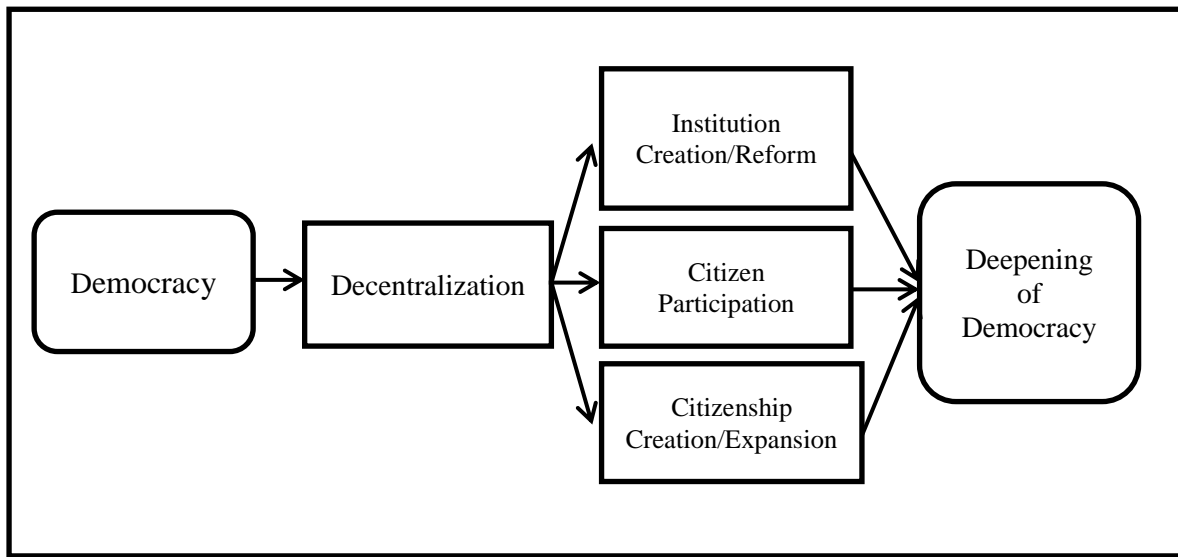 Democracy
Decentralization
Institution
Creation/Reform
Citizen
Participation
Citizenship
Creation/Expansion
Deepening
of
Democracy